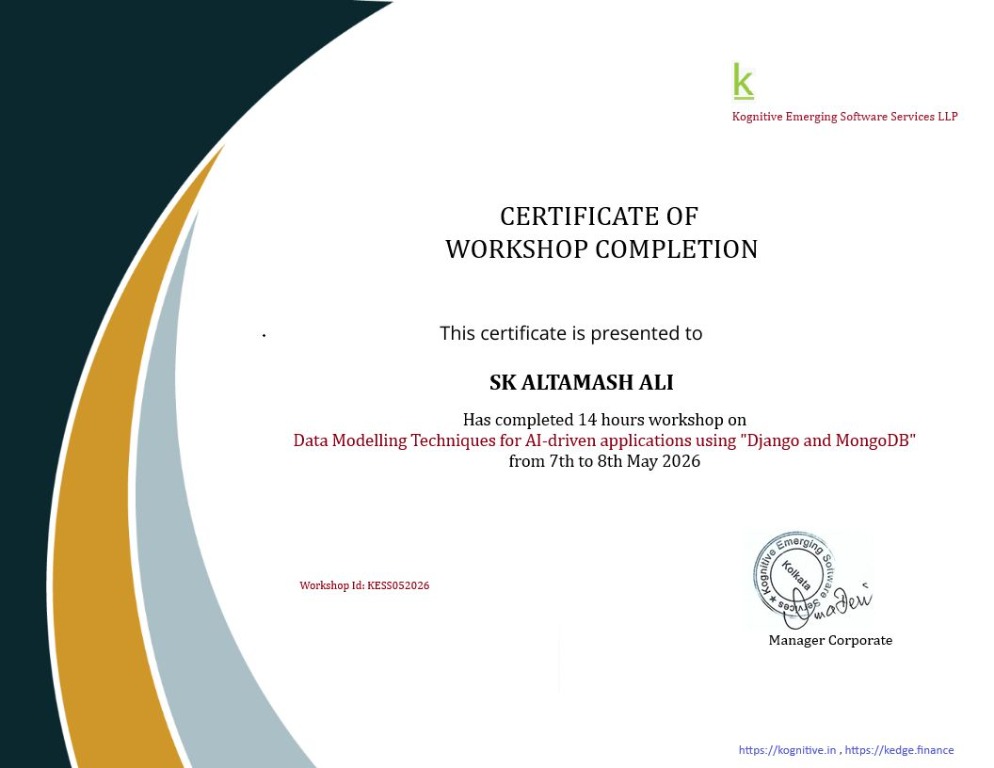 k
Kognitive Emerging Software Services LLP
CERTIFICATE OF
WORKSHOP COMPLETION
This certificate is presented to
.
SK ALTAMASH ALI
Has completed 14 hours workshop on
Data Modelling Techniques for AI-driven applications using "Django and MongoDB"
from 7th to 8th May 2026
Workshop Id: KESS052026
★ Kognitive Emerging Software Services
Kolkata
Manager Corporate
https://kognitive.in , https://kedge.finance